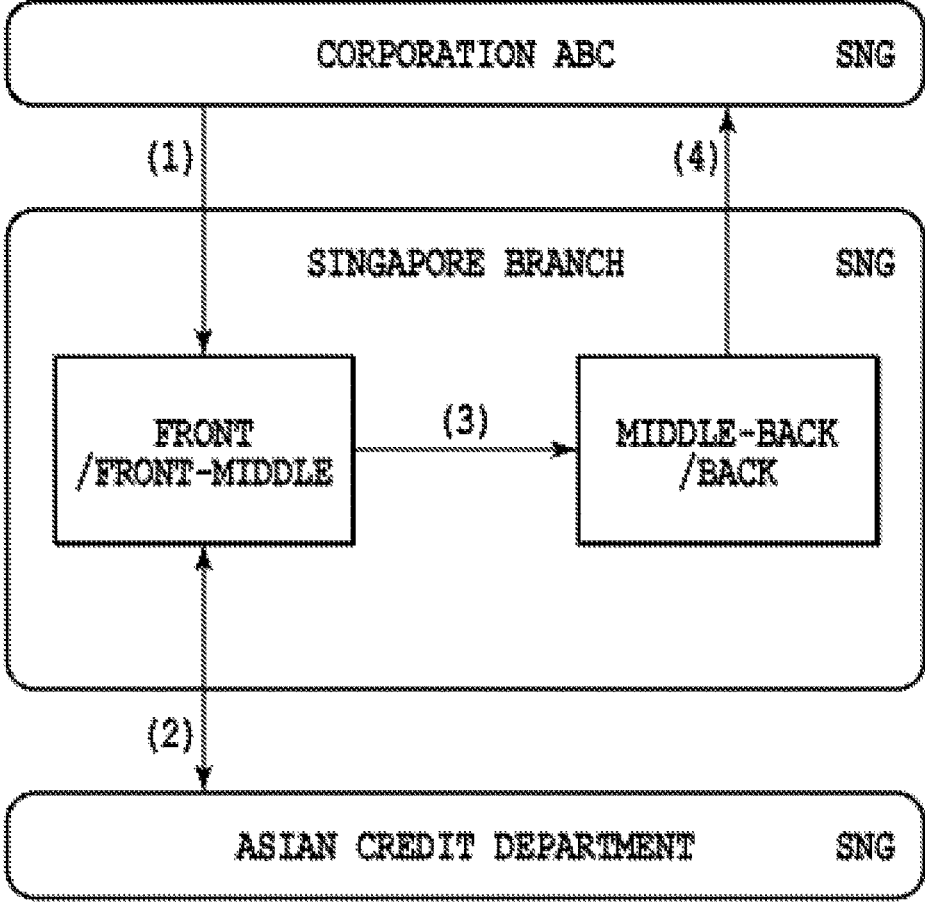 CORPORATION ABC SNG
(1) (4)
SINGAPORE BRANCH SNG
FRONT
/FRONT-MIDDLE
(3)
MIDDLE-BACK
/BACK
(2)
ASIAN CREDIT DEPARTMENT SNG